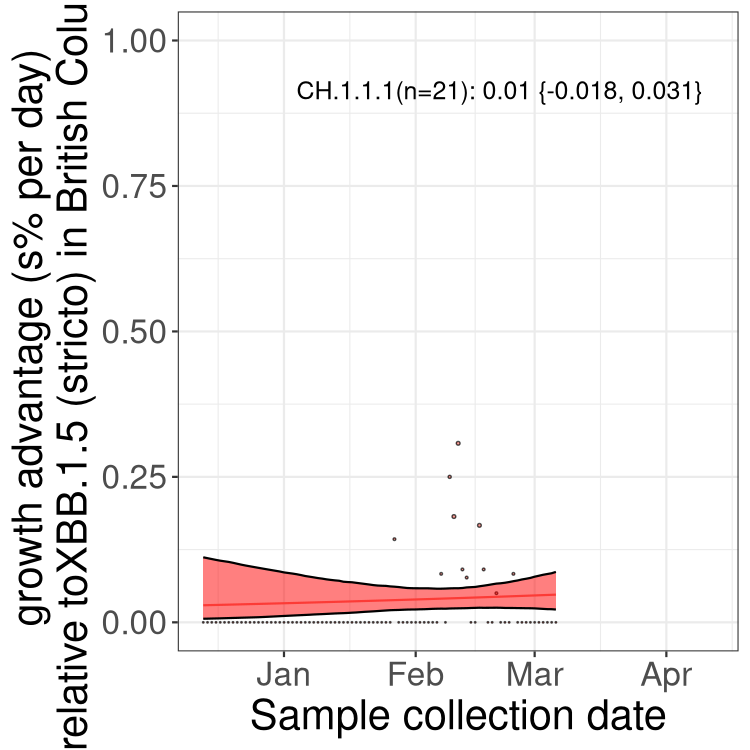 growth advantage (s% per day)
relative toXBB.1.5 (stricto) in British Colu
1.00
0.75
0.50
0.25
0.00
CH.1.1.1(n=21): 0.01 {-0.018, 0.031}
Jan Feb Mar Apr
Sample collection date